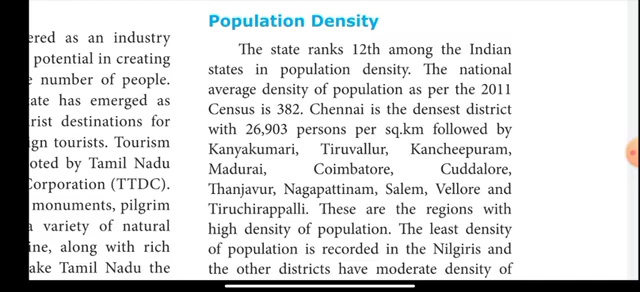 ered as an industry
potential in creating
number of people.
ate has emerged as
rist destinations for
ign tourists. Tourism
oted by Tamil Nadu
Corporation (TTDC).
monuments, pilgrim
variety of natural
ine, along with rich
ake Tamil Nadu the
Population Density
The state ranks 12th among the Indian
states in population density. The national
average density of population as per the 2011
Census is 382. Chennai is the densest district
with 26,903 persons per sq.km followed by
Kanyakumari, Tiruvallur, Kancheepuram,
Madurai, Coimbatore, Cuddalore,
Thanjavur, Nagapattinam, Salem, Vellore and
Tiruchirappalli. These are the regions with
high density of population. The least density
of population is recorded in the Nilgiris and
the other districts have moderate density of